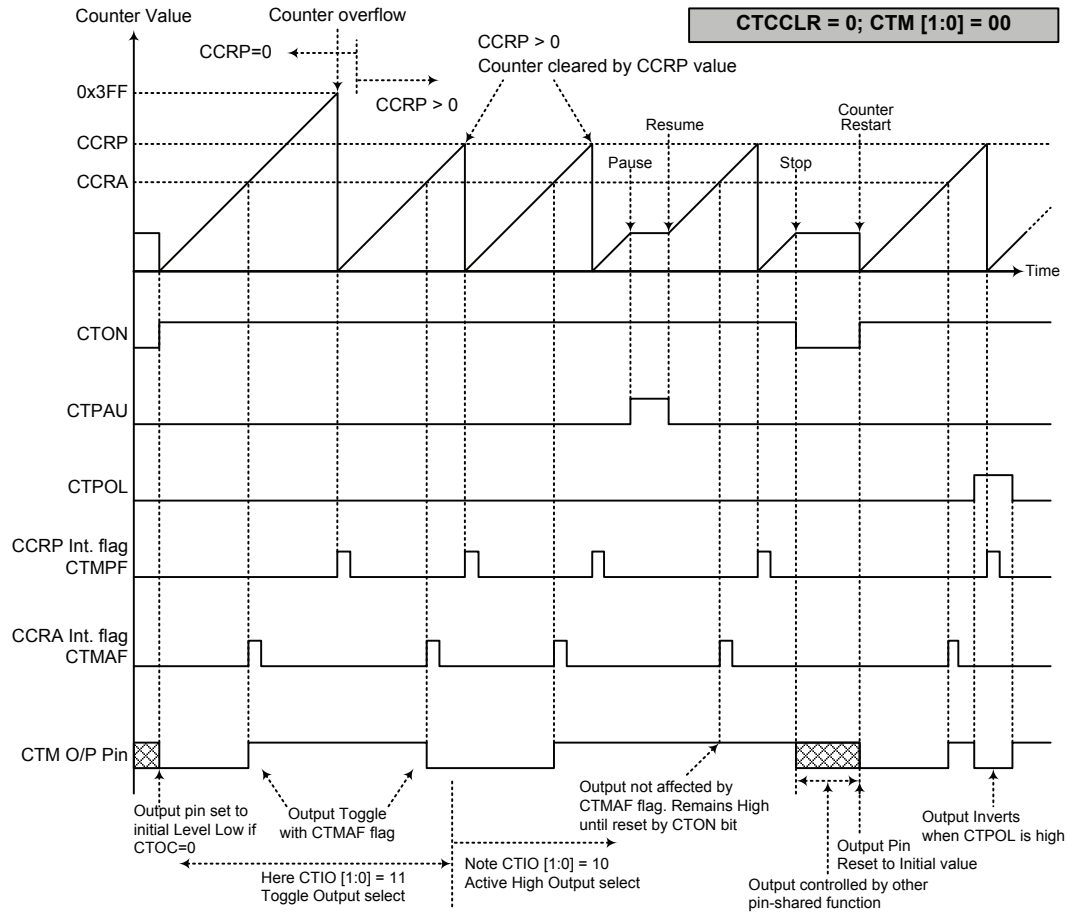 Counter Value
Counter overflow
CTCCLR = 0; CTM [1:0] = 00
CCRP=0
CCRP > 0
CCRP > 0
Counter cleared by CCRP value
0x3FF
CCRP
CCRA
Pause
Resume
Stop
Counter
Restart
Time
CTON
CTPAU
CTPOL
CCRP Int. flag
CTMPF
CCRA Int. flag
CTMAF
CTM O/P Pin
Output pin set to
initial Level Low if
CTOC=0
Output Toggle
with CTMAF flag
Output not affected by
CTMAF flag. Remains High
until reset by CTON bit
Output Inverts
when CTPOL is high
Output Pin
Reset to Initial value
Here CTIO [1:0] = 11
Toggle Output select
Note CTIO [1:0] = 10
Active High Output select
Output controlled by other
pin-shared function